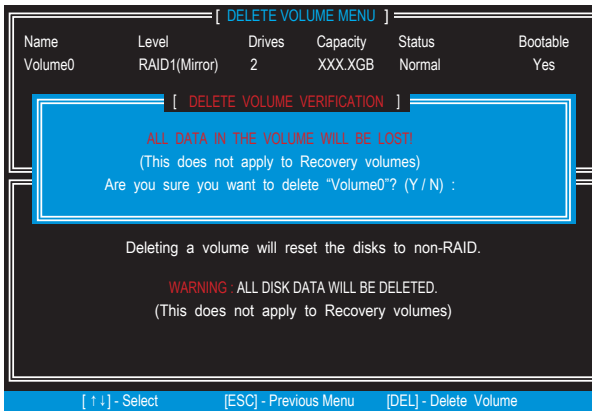 [ DELETE VOLUME MENU ]
Name Level Drives Capacity Status Bootable
Volume0 RAID1(Mirror) 2 XXX.XGB Normal Yes
[ DELETE VOLUME VERIFICATION ]
ALL DATA IN THE VOLUME WILL BE LOST!
(This does not apply to Recovery volumes)
Are you sure you want to delete “Volume0”? (Y / N) :
Deleting a volume will reset the disks to non-RAID.
WARNING : ALL DISK DATA WILL BE DELETED.
(This does not apply to Recovery volumes)
[ ↑↓] - Select [ESC] - Previous Menu [DEL] - Delete Volume